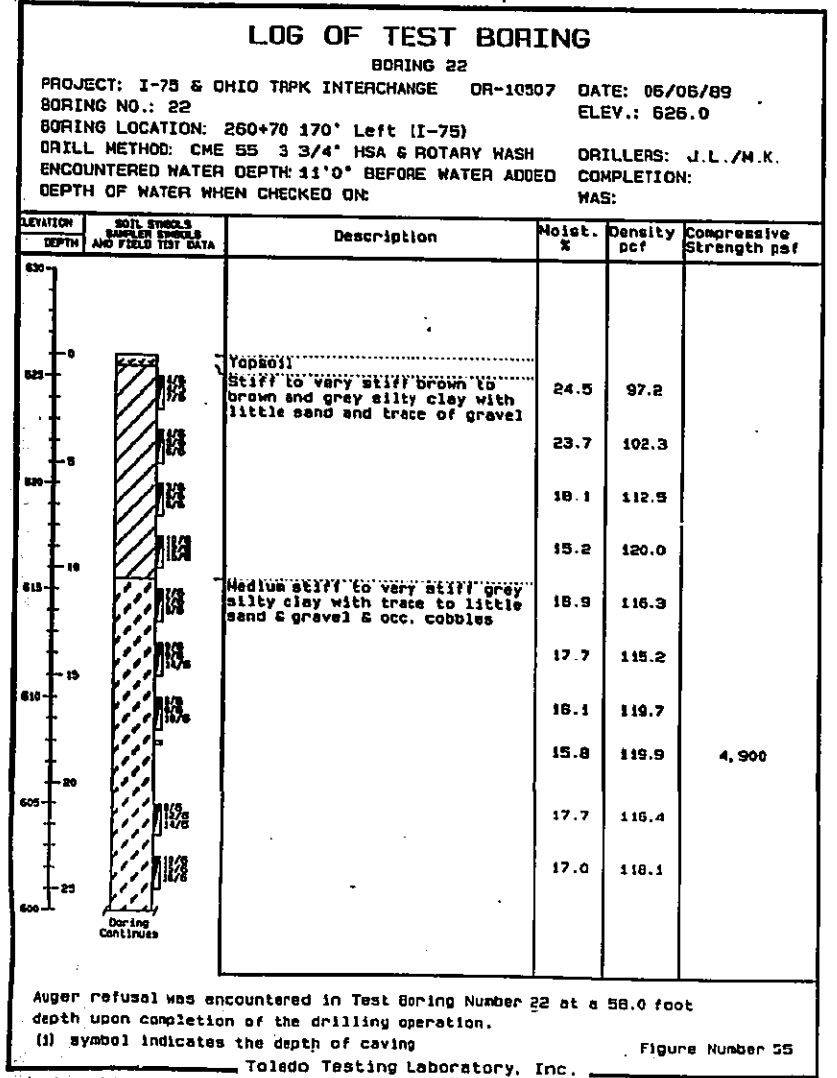 LOG OF TEST BORING
BORING 22
PROJECT: I-75 & OHIO TRPK INTERCHANGE OR-10507 DATE: 06/06/89
BORING NO.: 22 ELEV.: 626.0
BORING LOCATION: 260+70 170' Left (I-75)
DRILL METHOD: CME 55 3 3/4" HSA & ROTARY WASH DRILLERS: J.L./M.K.
ENCOUNTERED WATER DEPTH: 11'0" BEFORE WATER ADDED COMPLETION:
DEPTH OF WATER WHEN CHECKED ON: WAS:
ELEVATION DEPTH
SOIL SYMBOLS
SAMPLER SYMBOLS
AND FIELD TEST DATA
Description
Moist. %
Density pcf
Compressive Strength psf
630
0
Topsoil
625
Stiff to very stiff brown to
brown and grey silty clay with
little sand and trace of gravel
24.5 97.2
23.7 102.3
5
620
18.1 112.5
15.2 120.0
10
615
Medium stiff to very stiff grey
silty clay with trace to little
sand & gravel & occ. cobbles
16.9 116.3
17.7 115.2
15
610
16.1 119.7
15.8 119.9 4,900
20
605
17.7 116.4
17.0 118.1
25
600
Boring
Continues
Auger refusal was encountered in Test Boring Number 22 at a 58.0 foot
depth upon completion of the drilling operation.
(1) symbol indicates the depth of caving Figure Number 55
Toledo Testing Laboratory, Inc.